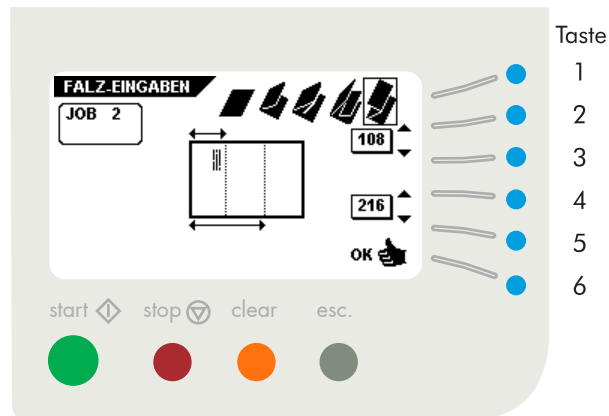 Taste
FALZ-EINGABEN
JOB 2
1
2
108
3
216
4
5
OK
6
start stop clear esc.